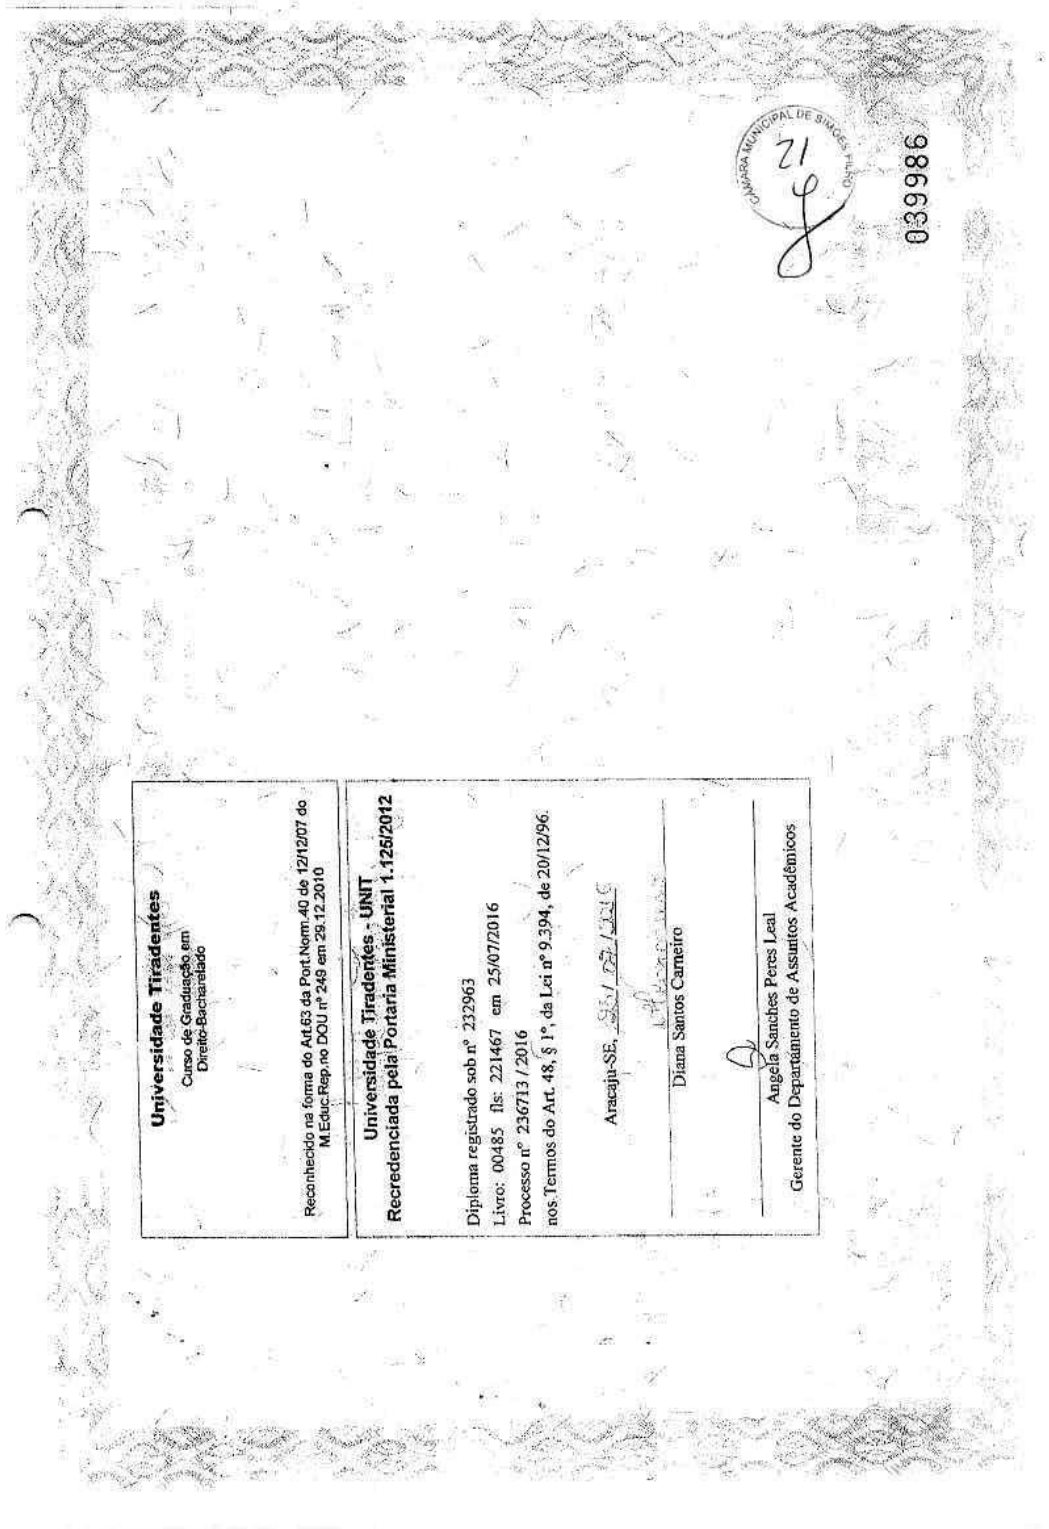 Universidade Tiradentes
Curso de Graduação em
Direito-Bacharelado
Reconhecido na forma do Art.63 da Port.Norm.40 de 12/12/07 do
M.Educ.Rep.no DOU nº 249 em 29.12.2010
Universidade Tiradentes - UNIT
Recredenciada pela Portaria Ministerial 1.125/2012
Diploma registrado sob nº 232963
Livro: 00485 fls: 221467 em 25/07/2016
Processo nº 236713 / 2016
nos Termos do Art. 48, § 1º, da Lei nº 9.394, de 20/12/96.
Aracaju-SE,
Diana Santos Carneiro
Angela Sanches Peres Leal
Gerente do Departamento de Assuntos Acadêmicos
CÂMARA MUNICIPAL DE SIMÕES FILHO
12
039986